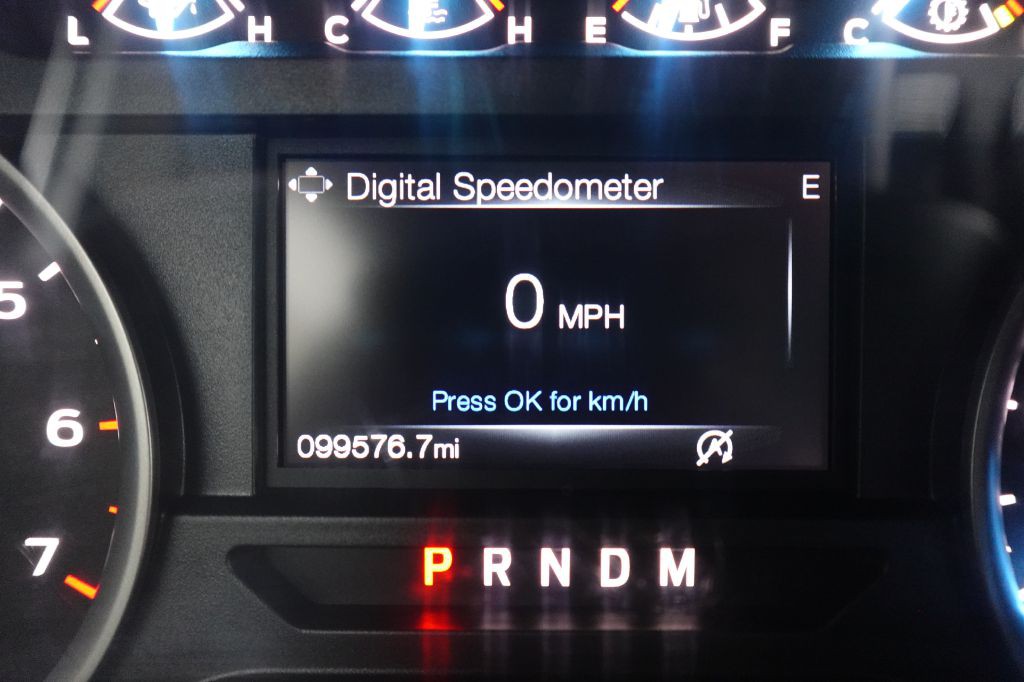 L H C H E F C
Digital Speedometer E
0 MPH
Press OK for km/h
099576.7mi
5
6
7
P R N D M